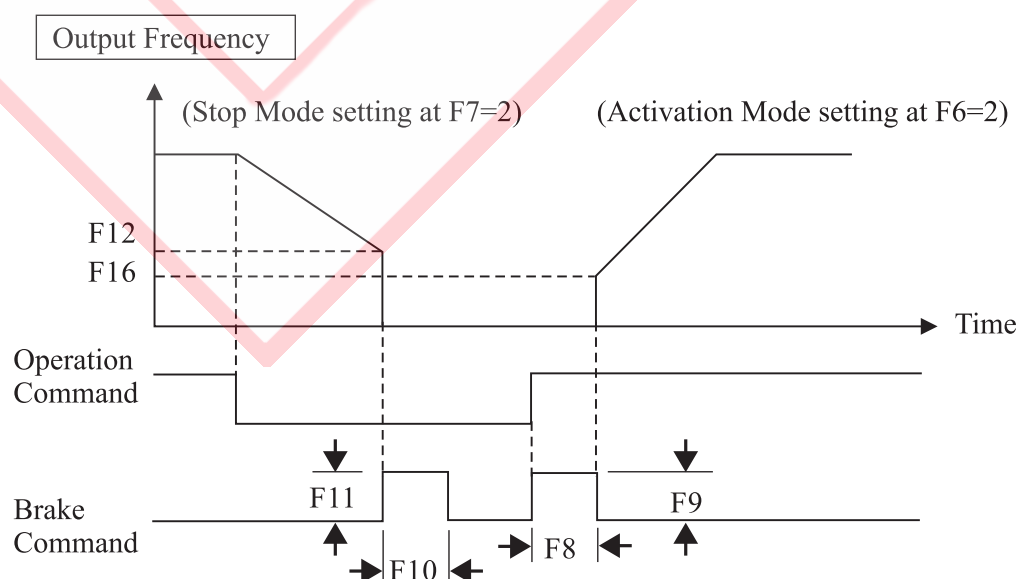 Output Frequency
(Stop Mode setting at F7=2)
(Activation Mode setting at F6=2)
F12
F16
Time
Operation
Command
F11
F9
Brake
Command
F8
F10